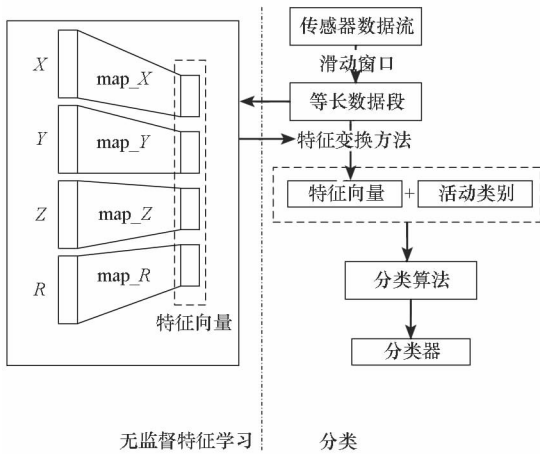 X
map_X
Y
map_Y
Z
map_Z
R
map_R
特征向量
无监督特征学习
传感器数据流
滑动窗口
等长数据段
特征变换方法
特征向量 + 活动类别
分类算法
分类器
分类